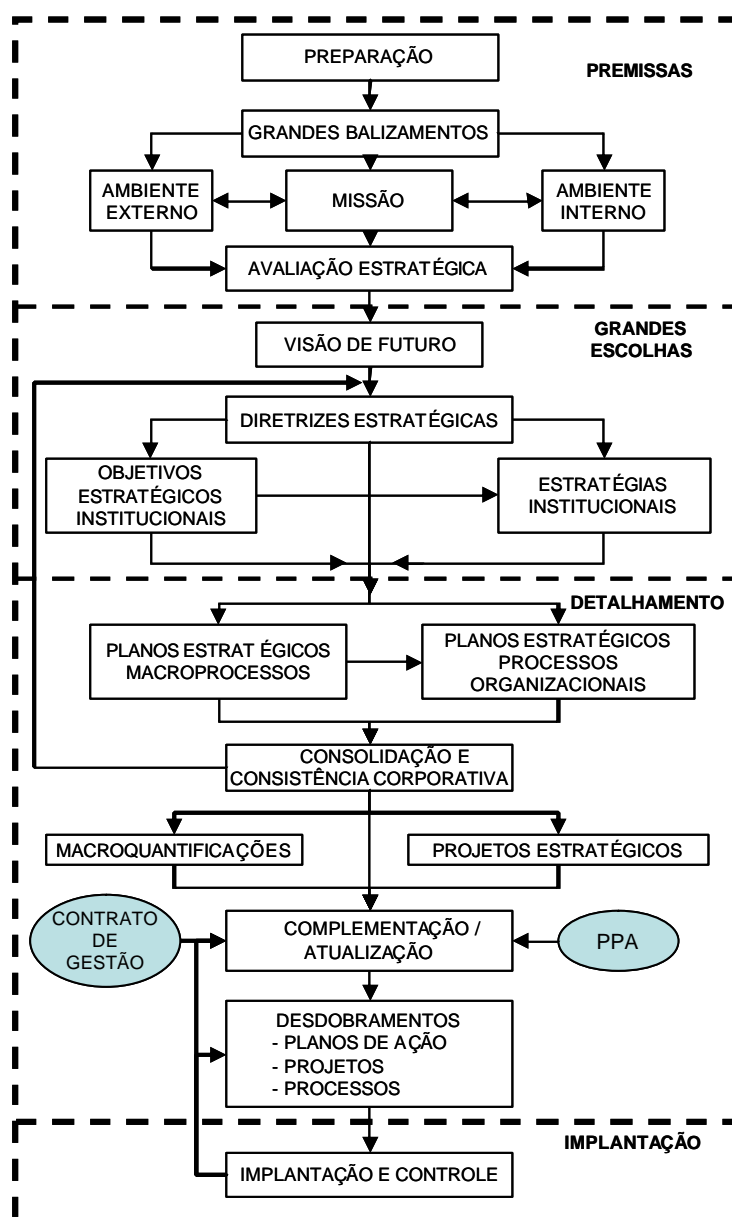 PREPARAÇÃO
PREMISSAS
GRANDES BALIZAMENTOS
AMBIENTE
EXTERNO
MISSÃO
AMBIENTE
INTERNO
AVALIAÇÃO ESTRATÉGICA
GRANDES
ESCOLHAS
VISÃO DE FUTURO
DIRETRIZES ESTRATÉGICAS
OBJETIVOS
ESTRATÉGICOS
INSTITUCIONAIS
ESTRATÉGIAS
INSTITUCIONAIS
DETALHAMENTO
PLANOS ESTRATÉGICOS
MACROPROCESSOS
PLANOS ESTRATÉGICOS
PROCESSOS
ORGANIZACIONAIS
CONSOLIDAÇÃO E
CONSISTÊNCIA CORPORATIVA
MACROQUANTIFICAÇÕES
PROJETOS ESTRATÉGICOS
CONTRATO
DE
GESTÃO
COMPLEMENTAÇÃO /
ATUALIZAÇÃO
PPA
DESDOBRAMENTOS
- PLANOS DE AÇÃO
- PROJETOS
- PROCESSOS
IMPLANTAÇÃO
IMPLANTAÇÃO E CONTROLE